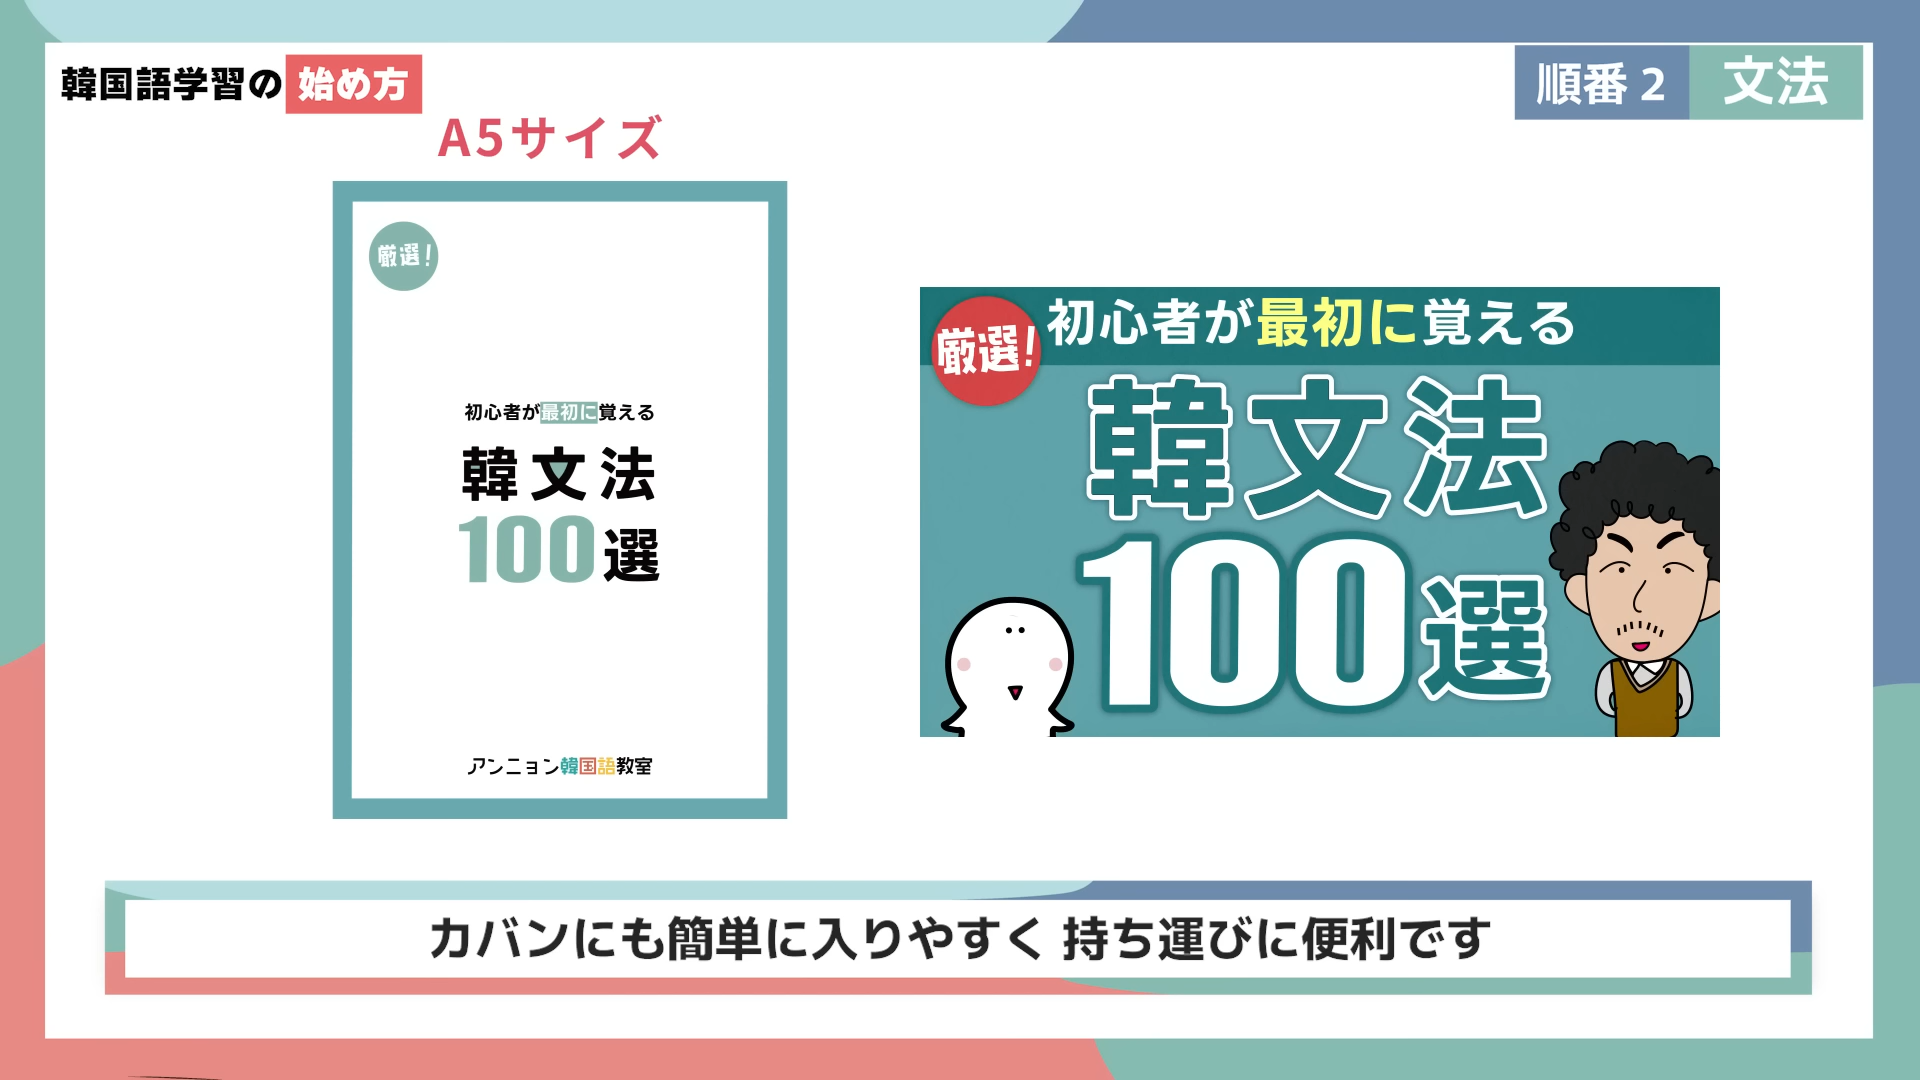 韓国語学習の 始め方
順番 2 文法
A5サイズ
厳選!
初心者が最初に覚える
韓文法
100選
アンニョン韓国語教室
厳選!
初心者が最初に覚える
韓文法
100選
カバンにも簡単に入りやすく 持ち運びに便利です